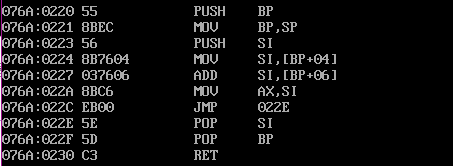 076A:0220 55 PUSH BP
076A:0221 8BEC MOV BP,SP
076A:0223 56 PUSH SI
076A:0224 8B7604 MOV SI,[BP+04]
076A:0227 037606 ADD SI,[BP+06]
076A:022A 8BC6 MOV AX,SI
076A:022C EB00 JMP 022E
076A:022E 5E POP SI
076A:022F 5D POP BP
076A:0230 C3 RET